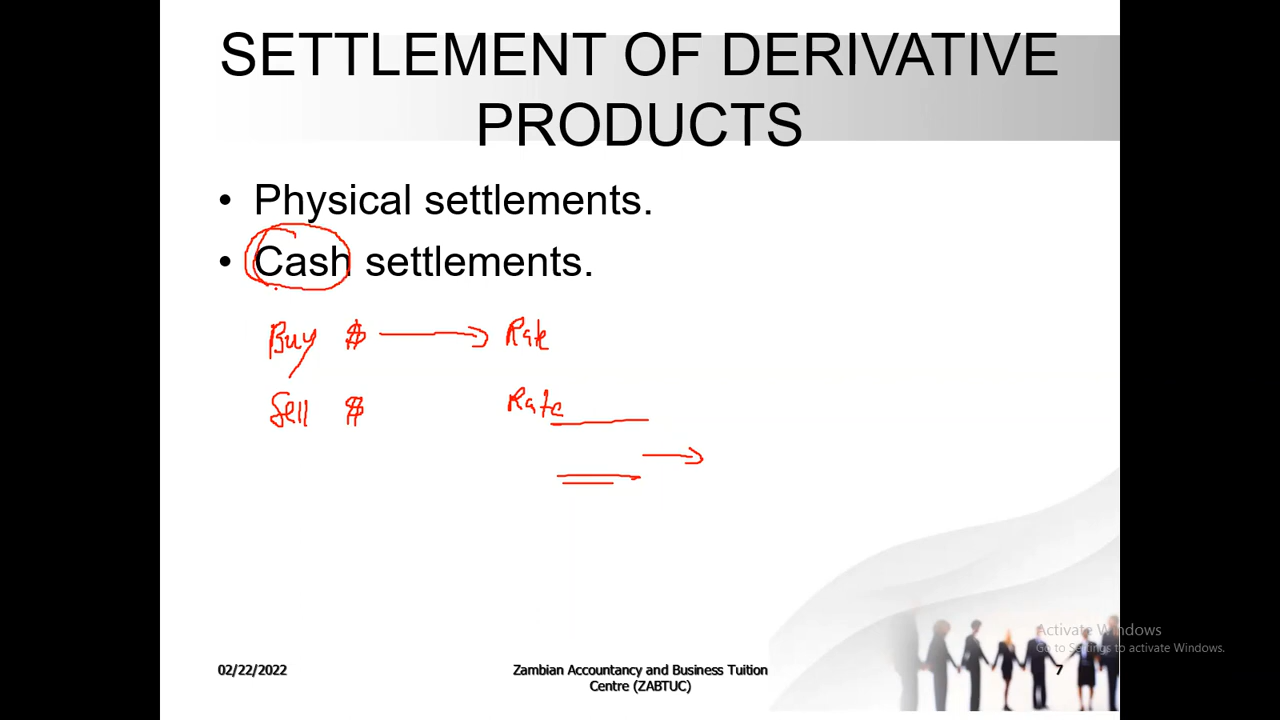 SETTLEMENT OF DERIVATIVE
PRODUCTS
• Physical settlements.
• Cash settlements.
Buy $ → Rate
Sell $ Rate
Activate Windows
Go to Settings to activate Windows.
02/22/2022
Zambian Accountancy and Business Tuition
Centre (ZABTUC)
7